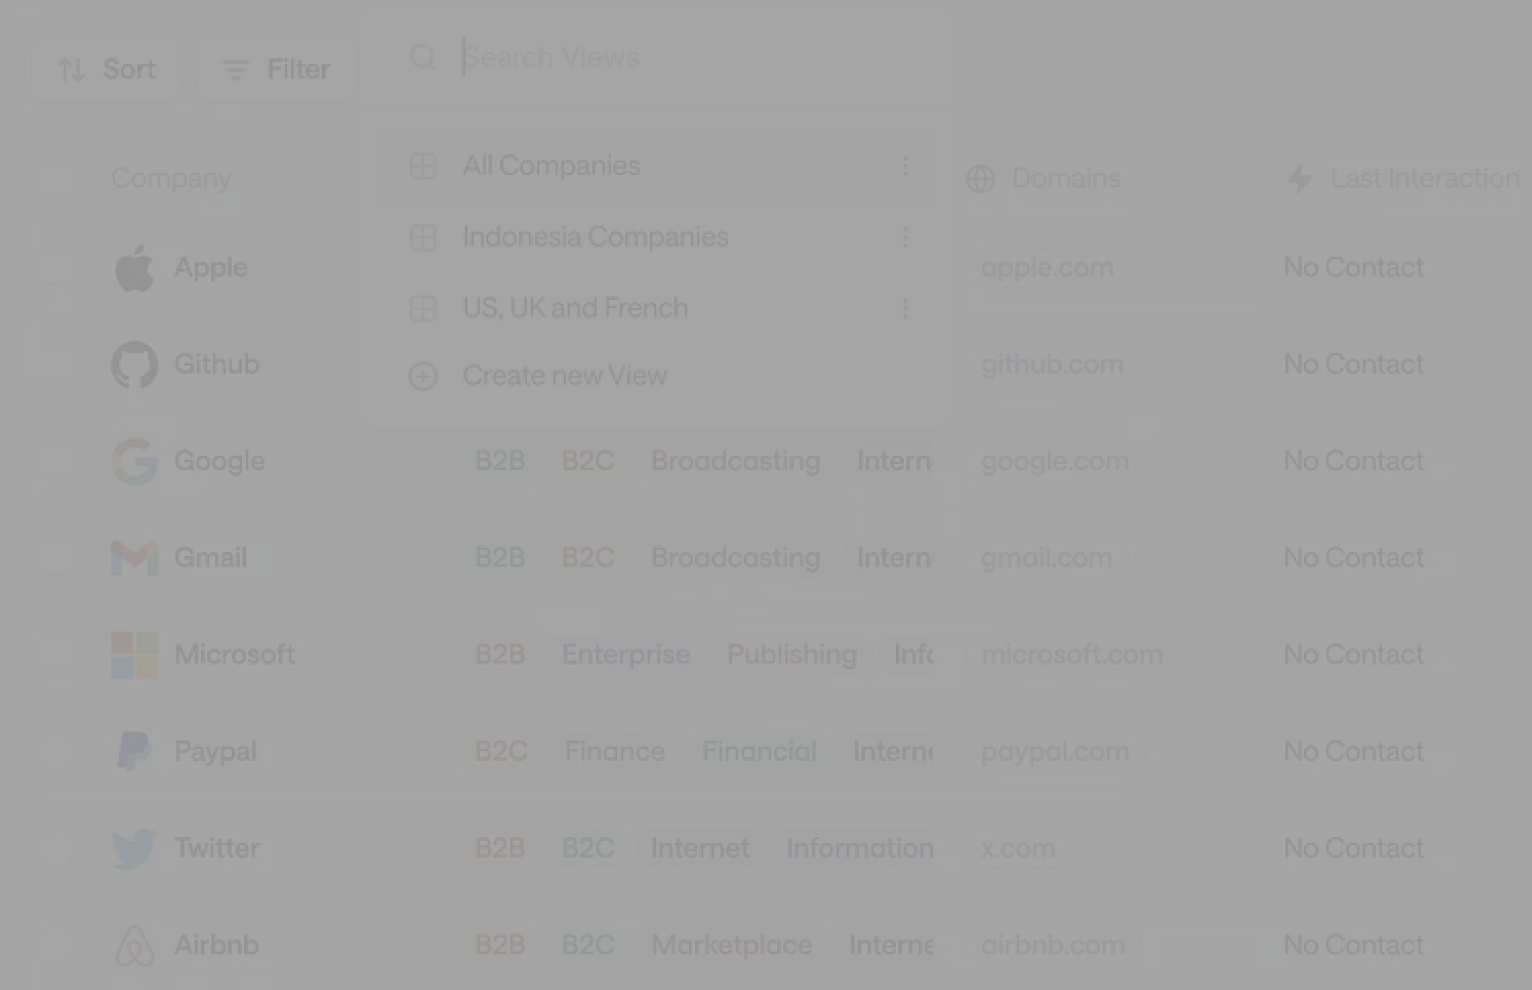 Sort Filter Search Views
All Companies
Company Domains Last Interaction
Indonesia Companies
Apple apple.com No Contact
US, UK and French
Github github.com No Contact
Create new View
Google B2B B2C Broadcasting Intern google.com No Contact
Gmail B2B B2C Broadcasting Intern gmail.com No Contact
Microsoft B2B Enterprise Publishing Info microsoft.com No Contact
Paypal B2C Finance Financial Interne paypal.com No Contact
Twitter B2B B2C Internet Information x.com No Contact
Airbnb B2B B2C Marketplace Interne airbnb.com No Contact